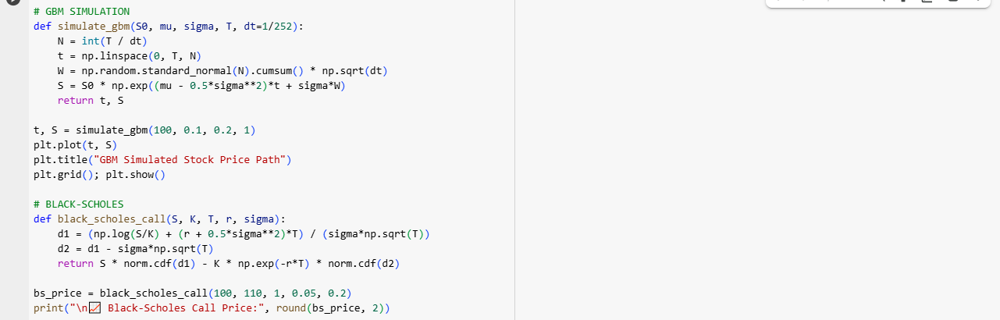 # GBM SIMULATION
def simulate_gbm(S0, mu, sigma, T, dt=1/252):
    N = int(T / dt)
    t = np.linspace(0, T, N)
    W = np.random.standard_normal(N).cumsum() * np.sqrt(dt)
    S = S0 * np.exp((mu - 0.5*sigma**2)*t + sigma*W)
    return t, S

t, S = simulate_gbm(100, 0.1, 0.2, 1)
plt.plot(t, S)
plt.title("GBM Simulated Stock Price Path")
plt.grid(); plt.show()

# BLACK-SCHOLES
def black_scholes_call(S, K, T, r, sigma):
    d1 = (np.log(S/K) + (r + 0.5*sigma**2)*T) / (sigma*np.sqrt(T))
    d2 = d1 - sigma*np.sqrt(T)
    return S * norm.cdf(d1) - K * np.exp(-r*T) * norm.cdf(d2)

bs_price = black_scholes_call(100, 110, 1, 0.05, 0.2)
print("\n📈 Black-Scholes Call Price:", round(bs_price, 2))